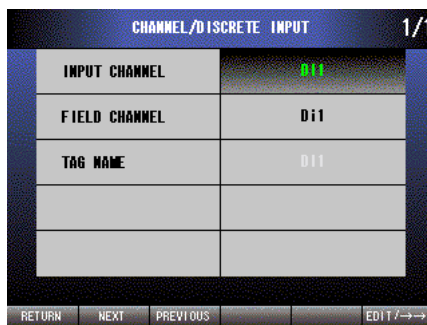 CHANNEL/DISCRETE INPUT 1/1
INPUT CHANNEL DI1
FIELD CHANNEL Di1
TAG NAME DI1
RETURN NEXT PREVIOUS EDIT/→→